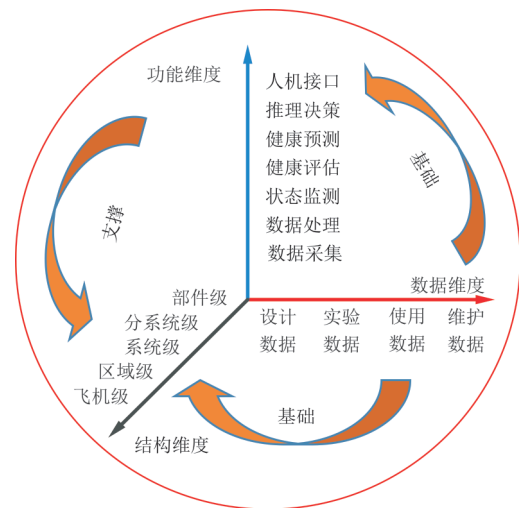 功能维度
人机接口
推理决策
健康预测
健康评估
状态监测
数据处理
数据采集
基础
支撑
数据维度
设计数据
实验数据
使用数据
维护数据
部件级
分系统级
系统级
区域级
飞机级
结构维度
基础